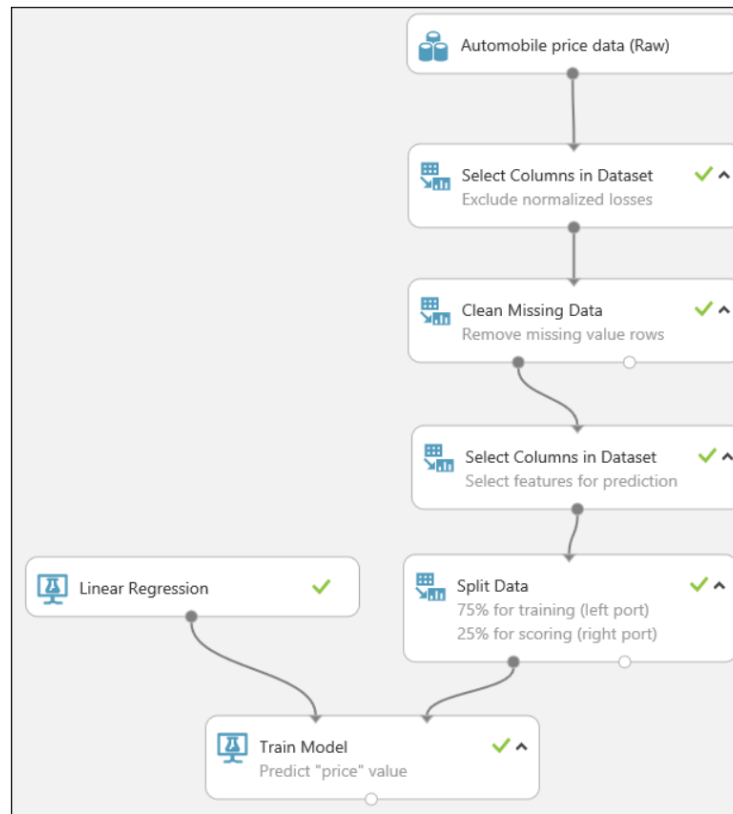 Automobile price data (Raw)
Select Columns in Dataset
Exclude normalized losses
Clean Missing Data
Remove missing value rows
Select Columns in Dataset
Select features for prediction
Linear Regression
Split Data
75% for training (left port)
25% for scoring (right port)
Train Model
Predict "price" value